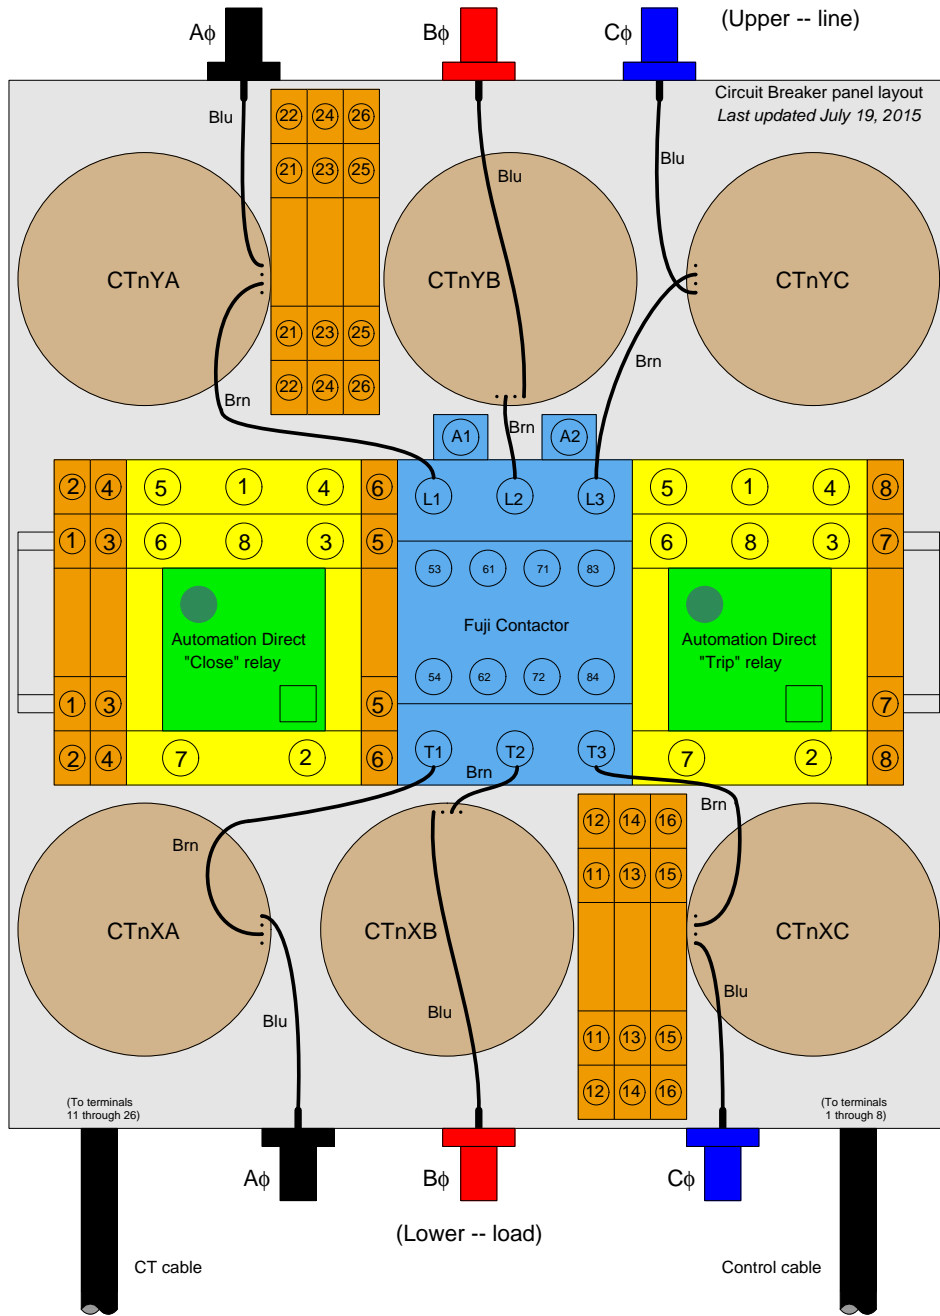 (Upper -- line)
Aϕ
Bϕ
Cϕ
Circuit Breaker panel layout
Last updated July 19, 2015
Blu
22 24 26
Blu
21 23 25
Blu
CTnYA
CTnYB
CTnYC
21 23 25
Brn
22 24 26
Brn
Brn
A1
A2
2 4 5 1 4 6
L1 L2 L3
5 1 4 8
1 3 6 8 3 5
6 8 3 7
53 61 71 83
Automation Direct
"Close" relay
Fuji Contactor
Automation Direct
"Trip" relay
54 62 72 84
1 3 5
7
2 4 7 2 6
T1 T2 T3
7 2 8
Brn
Brn
12 14 16
Brn
11 13 15
CTnXA
CTnXB
CTnXC
Blu
Blu
Blu
11 13 15
12 14 16
(To terminals
11 through 26)
(To terminals
1 through 8)
Aϕ
Bϕ
Cϕ
(Lower -- load)
CT cable
Control cable